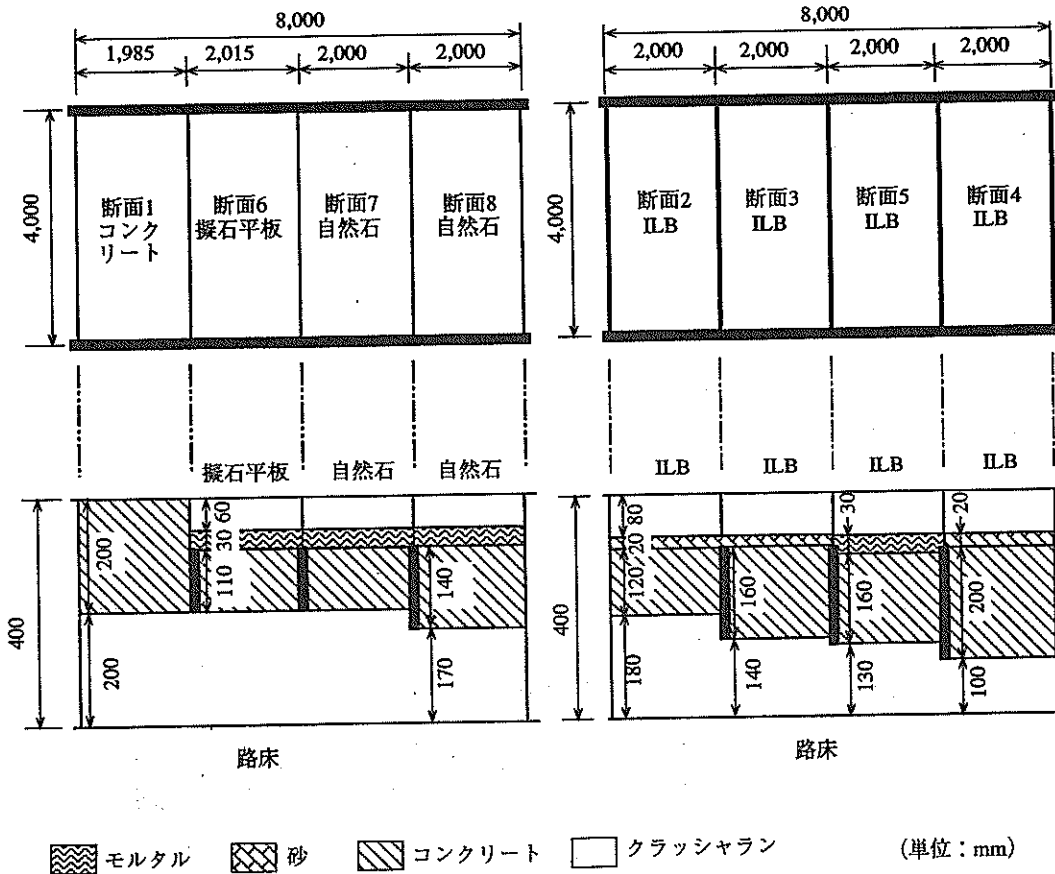 8,000
1,985 2,015 2,000 2,000
4,000
断面1
コンク
リート
断面6
擬石平板
断面7
自然石
断面8
自然石
8,000
2,000 2,000 2,000 2,000
4,000
断面2
ILB
断面3
ILB
断面5
ILB
断面4
ILB
擬石平板 自然石 自然石
400
200
200
60
30
110
140
170
路床
ILB ILB ILB ILB
400
80
20
120
180
160
140
30
160
130
20
200
100
路床
モルタル 砂 コンクリート クラッシャラン (単位:mm)